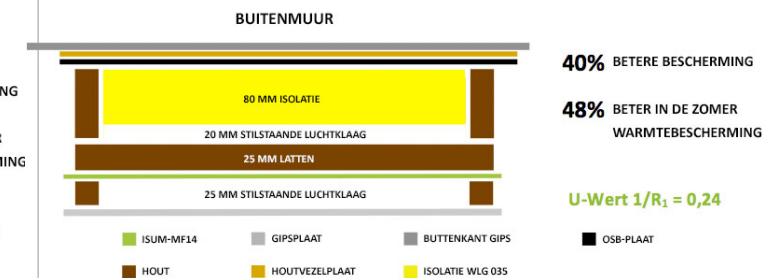 BUITENMUUR
NG
R
MING
80 MM ISOLATIE
20 MM STILSTAANDE LUCHTKLAAG
25 MM LATTEN
25 MM STILSTAANDE LUCHTKLAAG
40% BETERE BESCHERMING
48% BETER IN DE ZOMER
WARMTEBESCHERMING
U-Wert 1/R₁ = 0,24
ISUM-MF14
GIPSPLAAT
BUTTENKANT GIPS
OSB-PLAAT
HOUT
HOUTVEZELPLAAT
ISOLATIE WLG 035